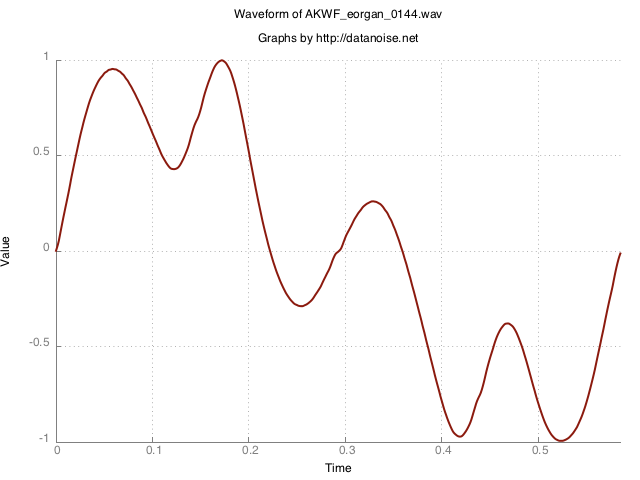 Waveform of AKWF_eorgan_0144.wav
Graphs by http://datanoise.net
1
0.5
0
-0.5
-1
Value
0 0.1 0.2 0.3 0.4 0.5
Time